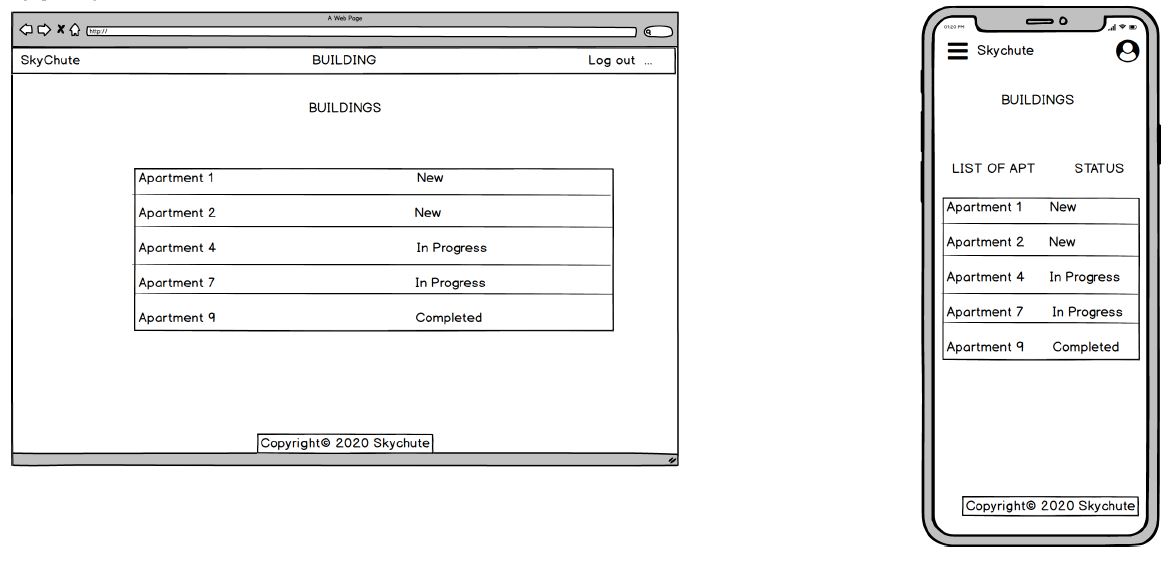 A Web Page
http://
SkyChute BUILDING Log out ...
BUILDINGS
Apartment 1 New
Apartment 2 New
Apartment 4 In Progress
Apartment 7 In Progress
Apartment 9 Completed
Copyright© 2020 Skychute
01:20 PM
Skychute
BUILDINGS
LIST OF APT STATUS
Apartment 1 New
Apartment 2 New
Apartment 4 In Progress
Apartment 7 In Progress
Apartment 9 Completed
Copyright© 2020 Skychute